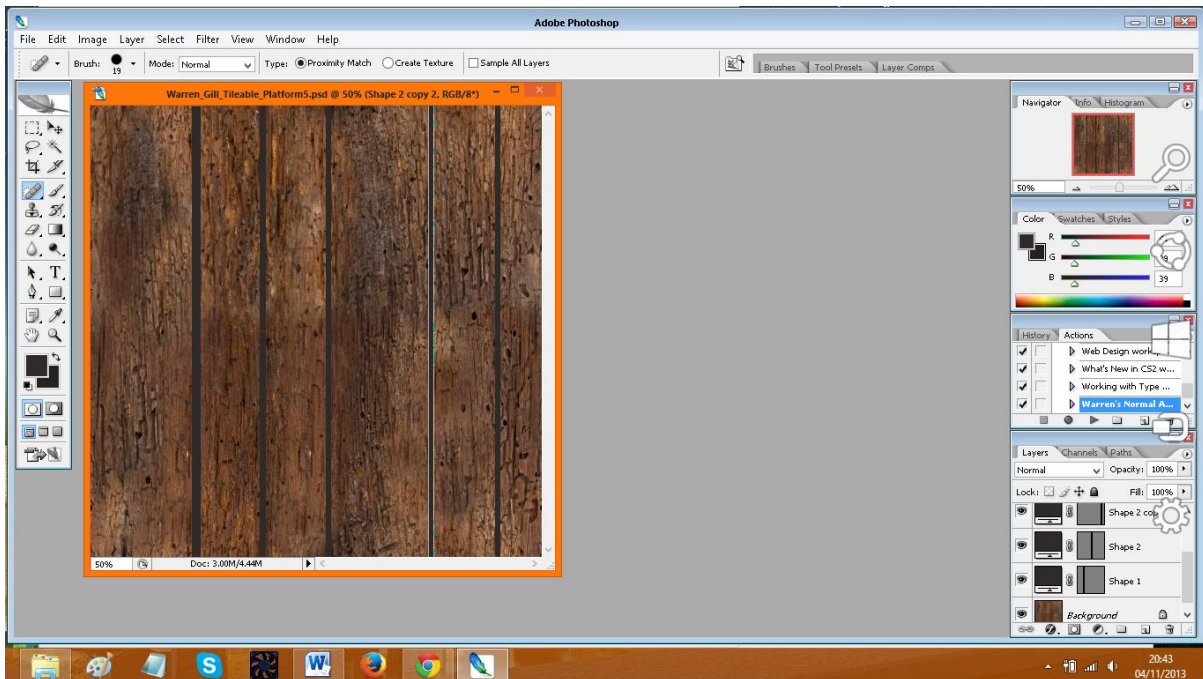 Adobe Photoshop
File Edit Image Layer Select Filter View Window Help
Brush: 19 Mode: Normal Type: Proximity Match Create Texture Sample All Layers
Brushes Tool Presets Layer Comps
Warren_Gill_Tileable_Platform5.psd @ 50% (Shape 2 copy 2, RGB/8*)
50% Doc: 3.00M/4.44M
Navigator Info Histogram
50%
Color Swatches Styles
R
G
B 39
History Actions
Web Design work
What's New in CS2 w...
Working with Type ...
Warren's Normal A...
Layers Channels Paths
Normal Opacity: 100%
Lock: Fill: 100%
Shape 2 co
Shape 2
Shape 1
Background
20:43
04/11/2013